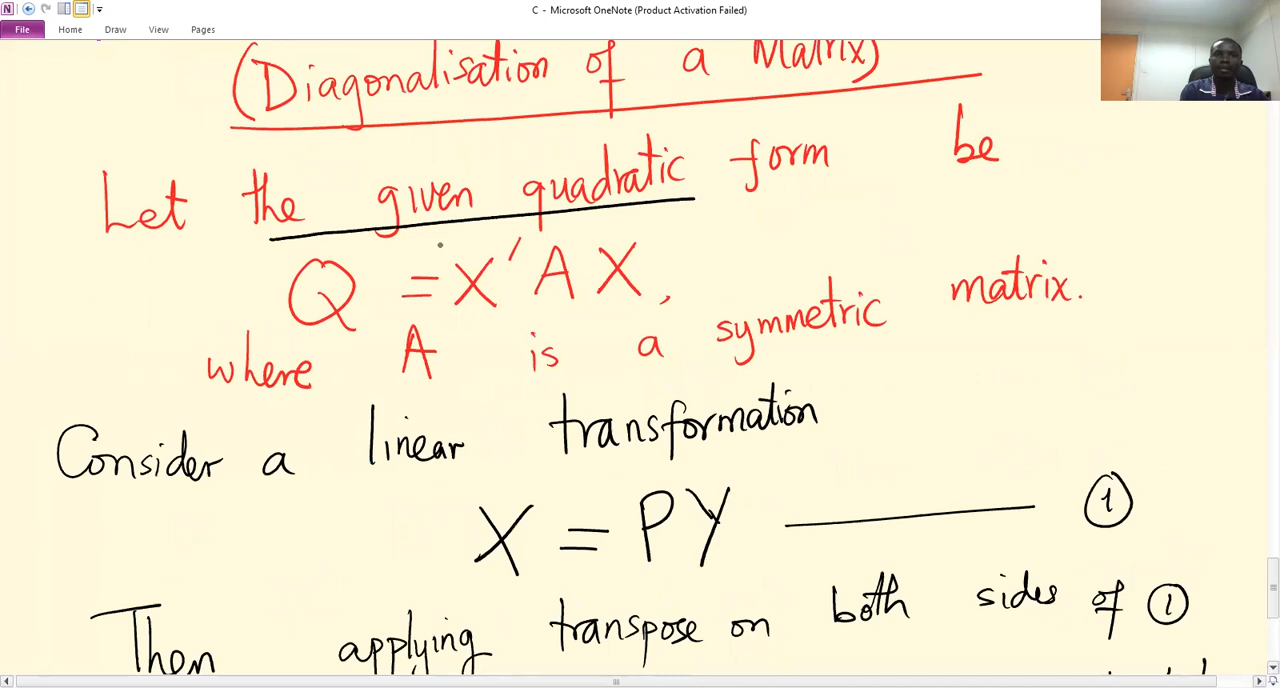 C - Microsoft OneNote (Product Activation Failed)
File Home Draw View Pages
(Diagonalisation of a Matrix)
Let the given quadratic form be
Q = X' A X,
where A is a symmetric matrix.
Consider a linear transformation
X = PY ——— ①
Then applying transpose on both sides of ①